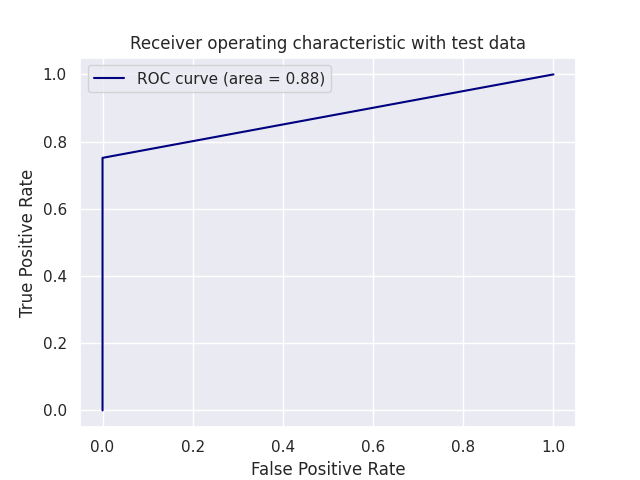 Receiver operating characteristic with test data
ROC curve (area = 0.88)
1.0
0.8
0.6
0.4
0.2
0.0
True Positive Rate
0.0 0.2 0.4 0.6 0.8 1.0
False Positive Rate